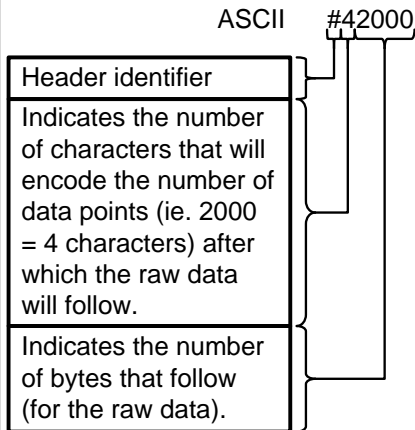 ASCII #42000
Header identifier
Indicates the number
of characters that will
encode the number of
data points (ie. 2000
= 4 characters) after
which the raw data
will follow.
Indicates the number
of bytes that follow
(for the raw data).